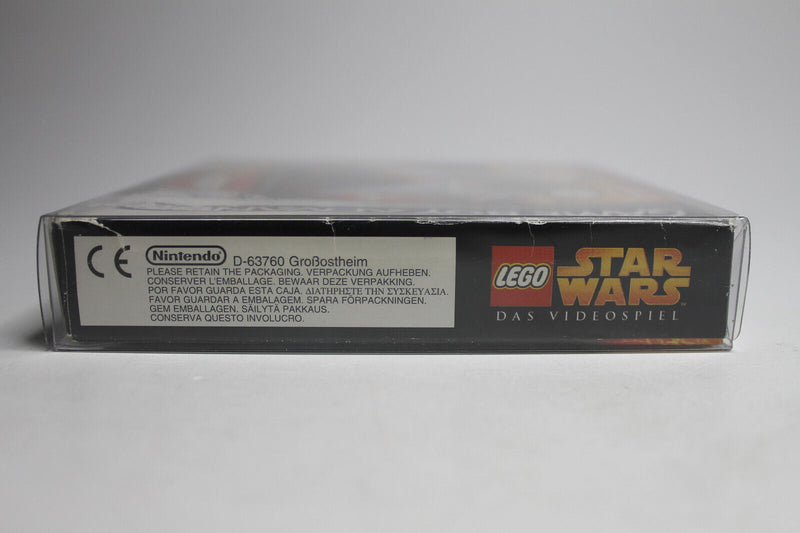 CE Nintendo D-63760 Großostheim
PLEASE RETAIN THE PACKAGING. VERPACKUNG AUFHEBEN.
CONSERVER L'EMBALLAGE. BEWAAR DEZE VERPAKKING.
POR FAVOR GUARDA ESTA CAJA. ΔΙΑΤΗΡΗΣΤΕ ΤΗΝ ΣΥΣΚΕΥΑΣΙΑ.
FAVOR GUARDAR A EMBALAGEM. SPARA FÖRPACKNINGEN.
GEM EMBALLAGEN. SÄILYTÄ PAKKAUS.
CONSERVA QUESTO INVOLUCRO.
LEGO STAR
WARS™
DAS VIDEOSPIEL